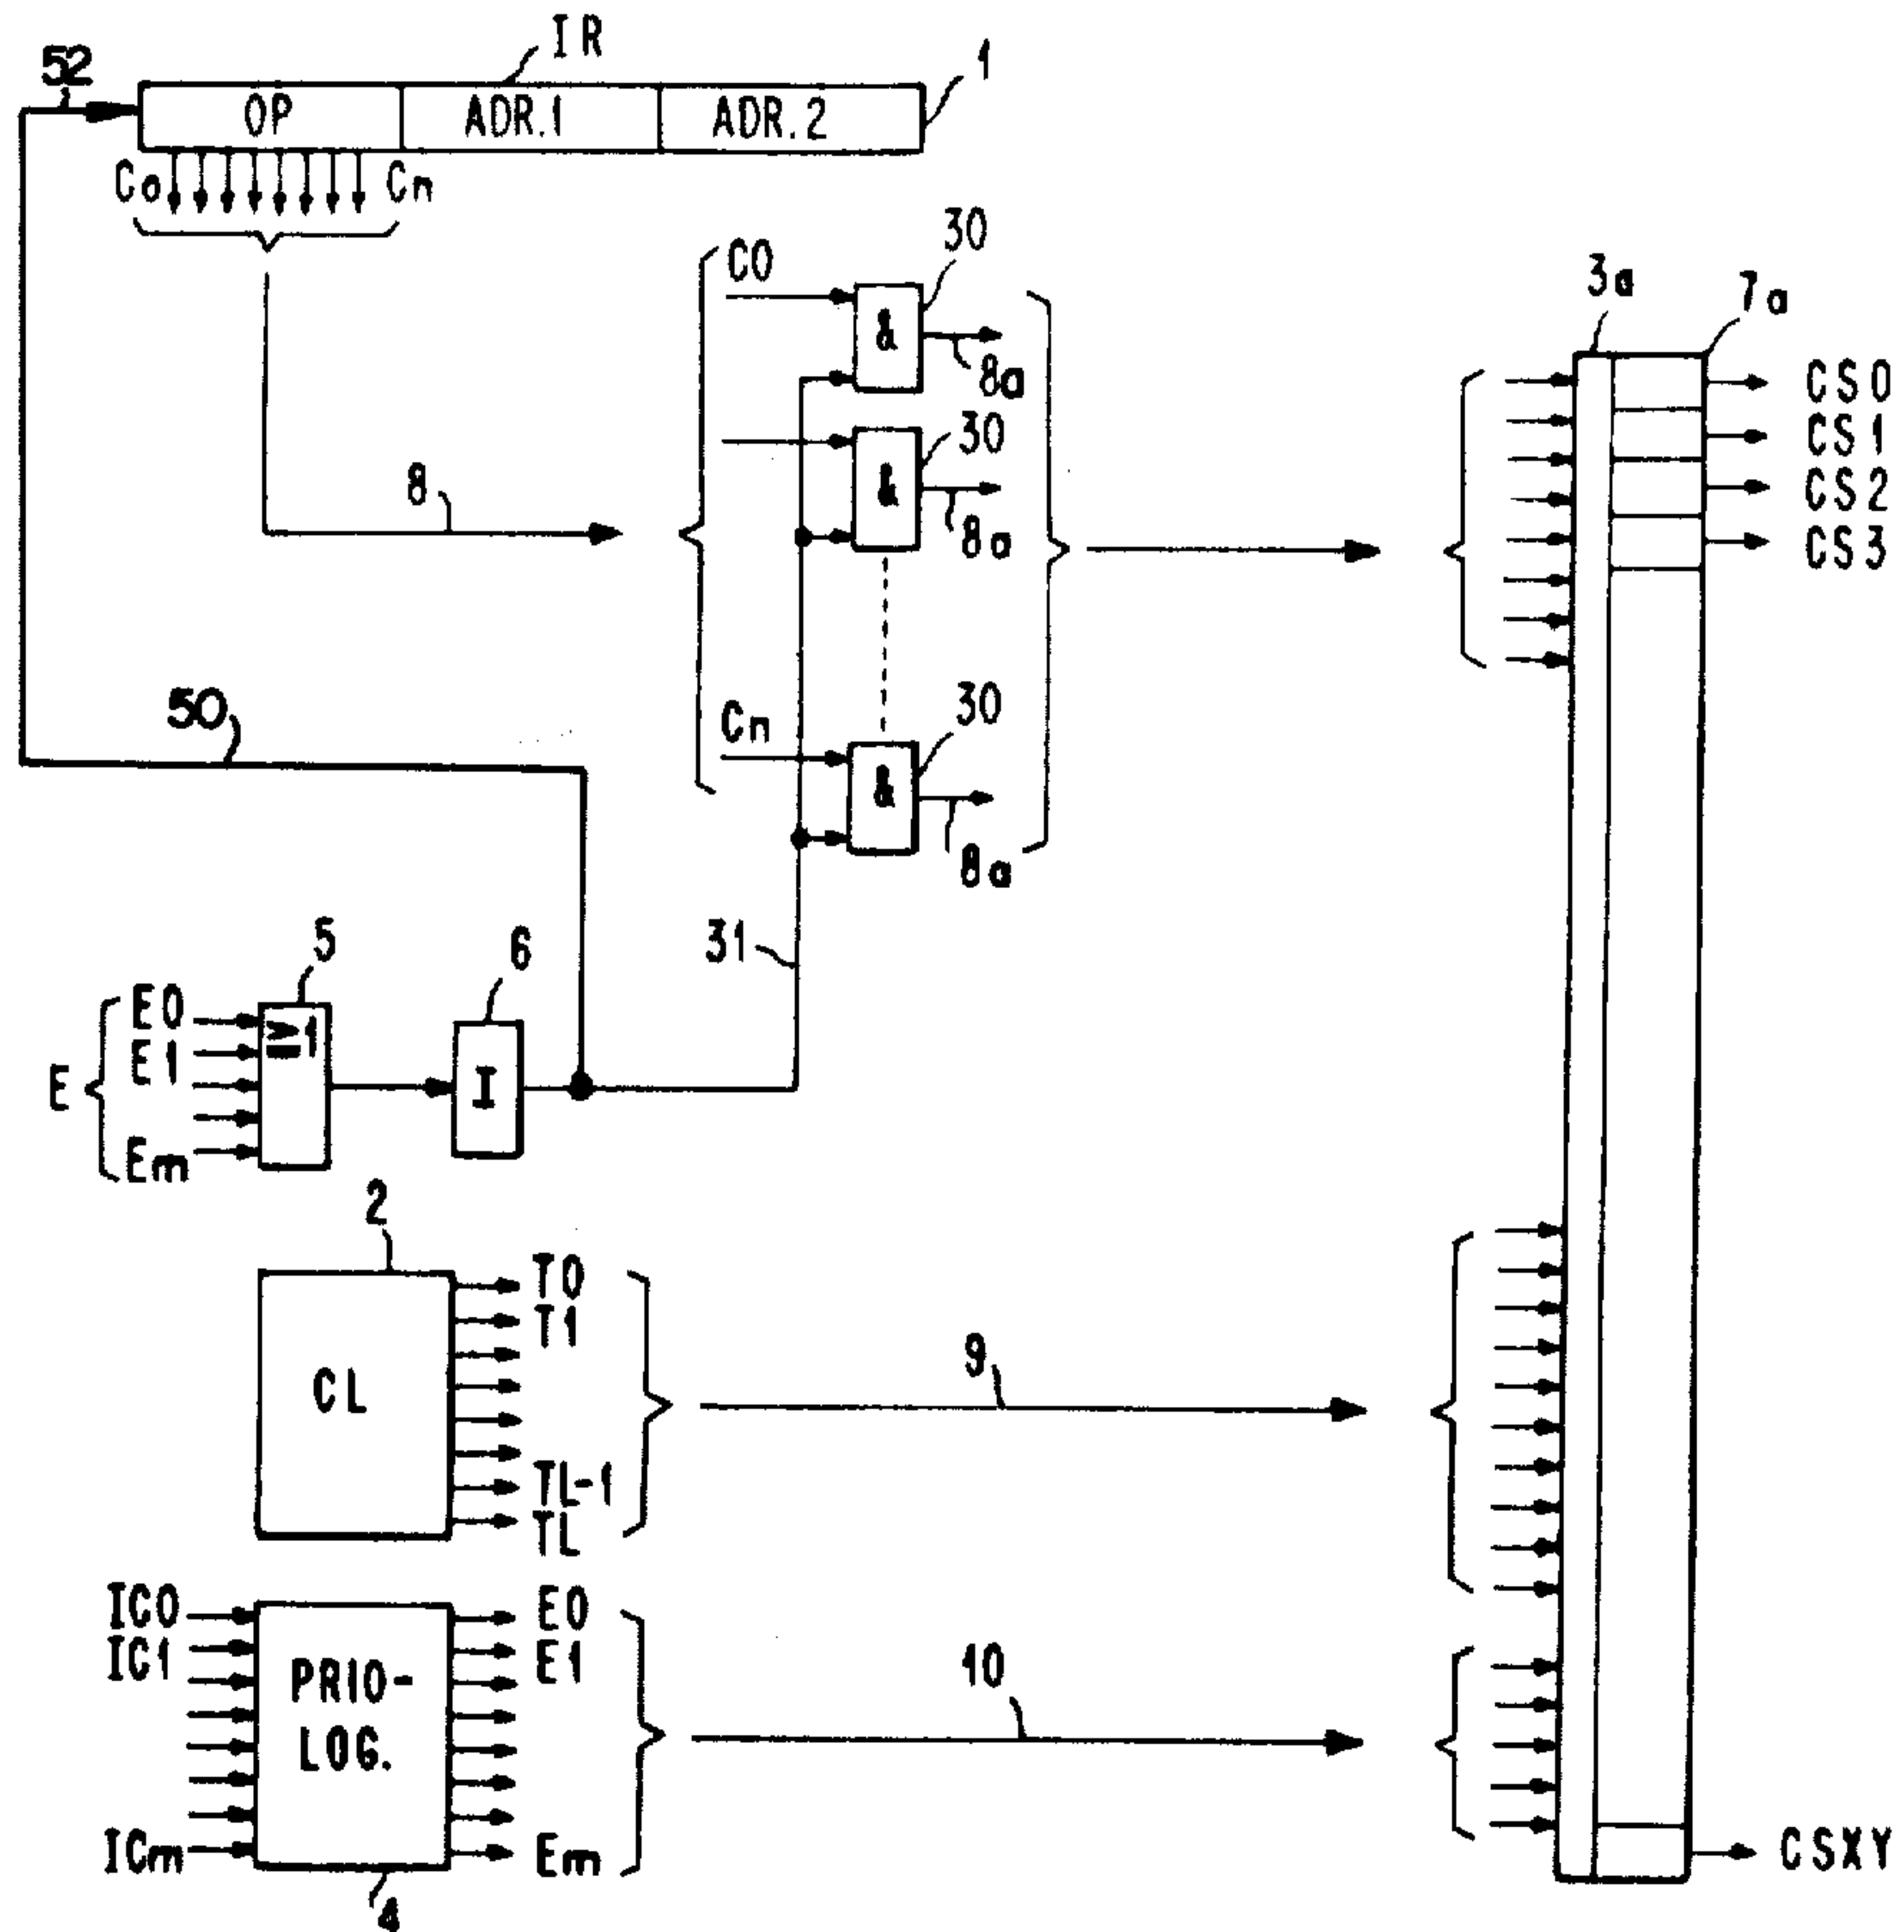 IR
1
52
OP ADR.1 ADR.2
Co Cn
30
C0
&
8a
3a
7a
CS0
CS1
CS2
CS3
30
&
8a
8
50
Cn
30
&
8a
31
5
6
E
E0
E1
Em
≥1
I
2
CL
T0
T1
TL-1
TL
9
IC0
IC1
ICm
PRIO-
LOG.
E0
E1
Em
10
4
CSXY